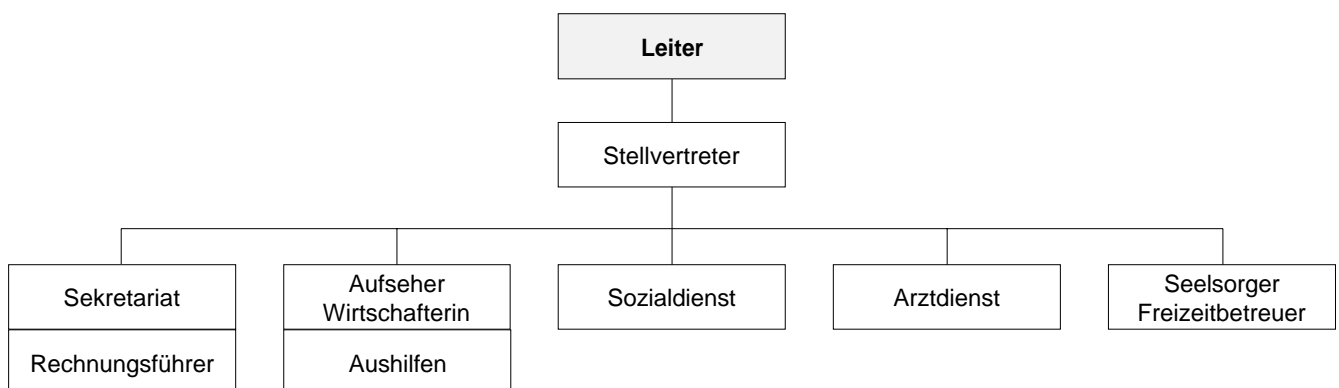 Leiter
Stellvertreter
Sekretariat
Rechnungsführer
Aufseher
Wirtschafterin
Aushilfen
Sozialdienst
Arztdienst
Seelsorger
Freizeitbetreuer